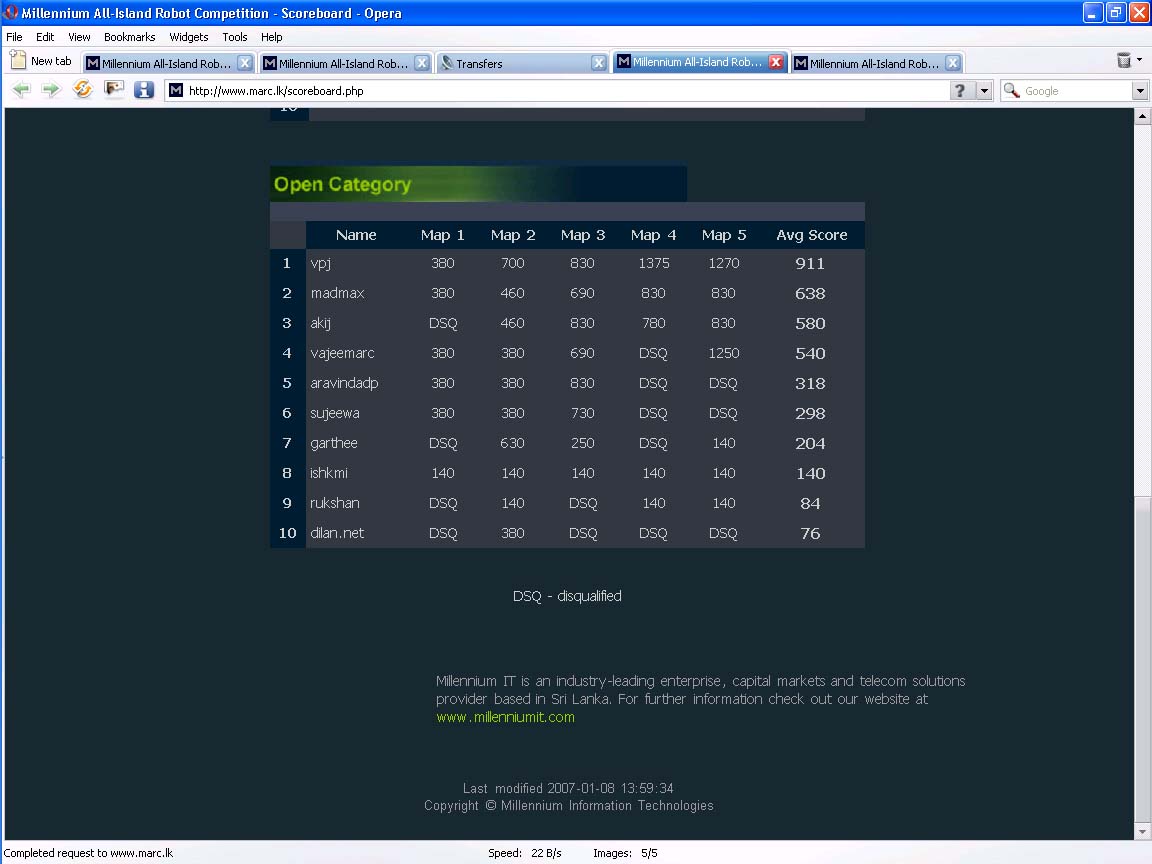 Millennium All-Island Robot Competition - Scoreboard - Opera
File Edit View Bookmarks Widgets Tools Help
New tab Millennium All-Island Rob... Millennium All-Island Rob... Transfers Millennium All-Island Rob... Millennium All-Island Rob...
http://www.marc.lk/scoreboard.php ? Google
10
Open Category
Name Map 1 Map 2 Map 3 Map 4 Map 5 Avg Score
1 vpj 380 700 830 1375 1270 911
2 madmax 380 460 690 830 830 638
3 akij DSQ 460 830 780 830 580
4 vajeemarc 380 380 690 DSQ 1250 540
5 aravindadp 380 380 830 DSQ DSQ 318
6 sujeewa 380 380 730 DSQ DSQ 298
7 garthee DSQ 630 250 DSQ 140 204
8 ishkmi 140 140 140 140 140 140
9 rukshan DSQ 140 DSQ 140 140 84
10 dilan.net DSQ 380 DSQ DSQ DSQ 76
DSQ - disqualified
Millennium IT is an industry-leading enterprise, capital markets and telecom solutions
provider based in Sri Lanka. For further information check out our website at
www.millenniumit.com
Last modified 2007-01-08 13:59:34
Copyright © Millennium Information Technologies
Completed request to www.marc.lk Speed: 22 B/s Images: 5/5